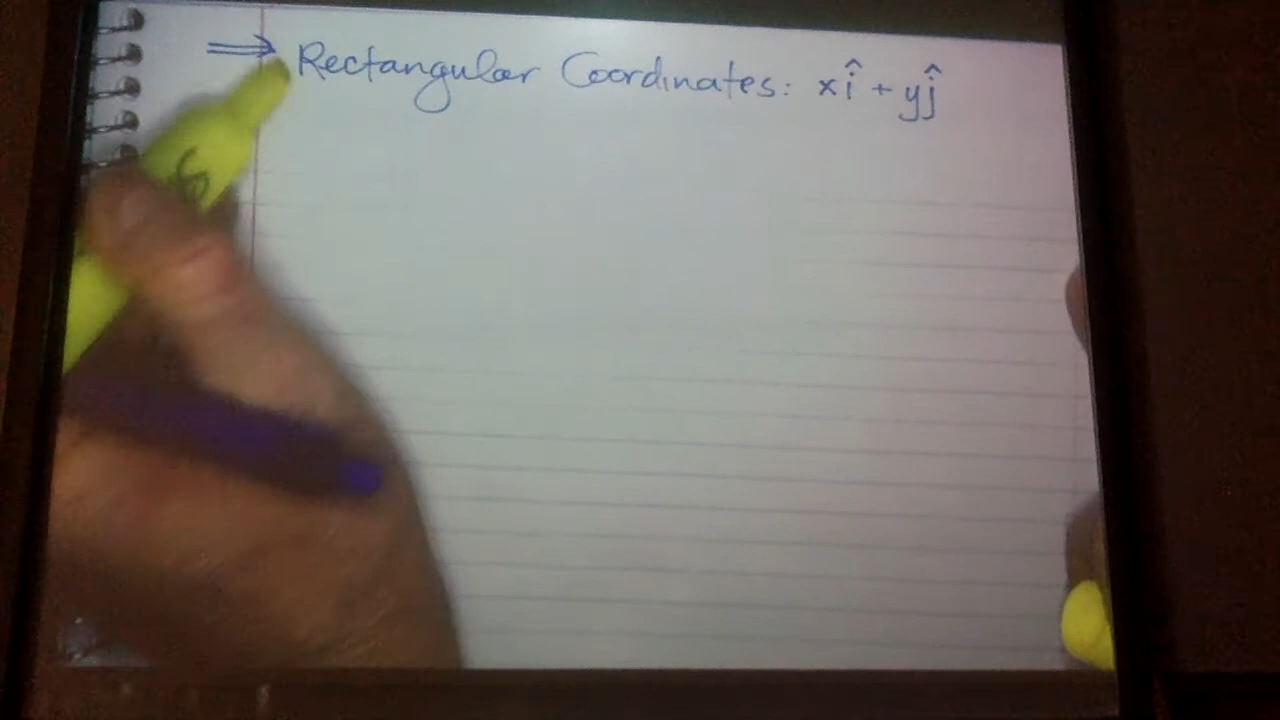 ⇒ Rectangular Coordinates: xî + yĵ